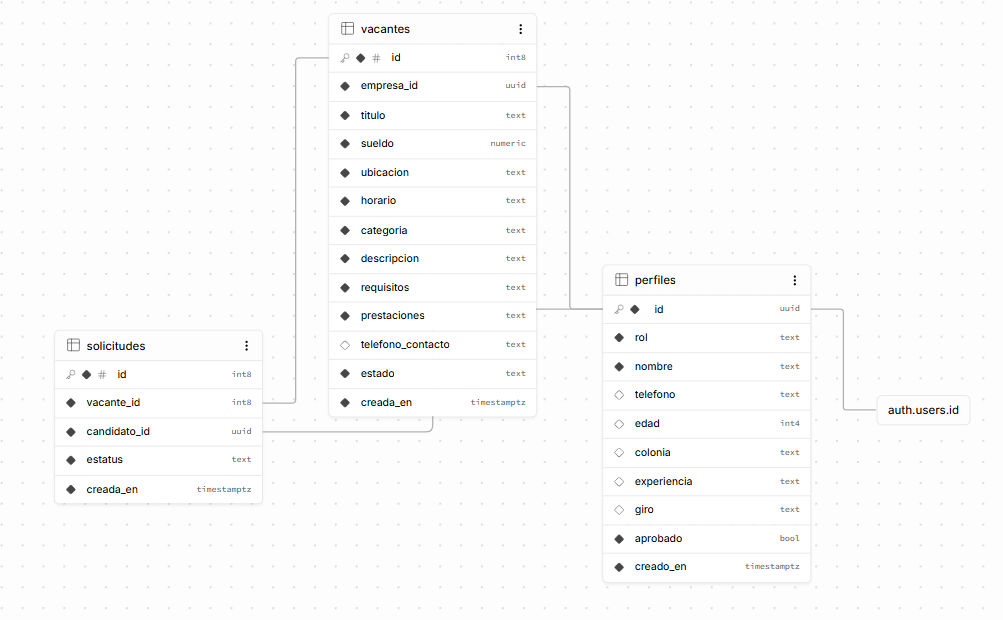 vacantes
# id int8
empresa_id uuid
titulo text
sueldo numeric
ubicacion text
horario text
categoria text
descripcion text
requisitos text
prestaciones text
telefono_contacto text
estado text
creada_en timestamptz
solicitudes
# id int8
vacante_id int8
candidato_id uuid
estatus text
creada_en timestamptz
perfiles
id uuid
rol text
nombre text
telefono text
edad int4
colonia text
experiencia text
giro text
aprobado bool
creado_en timestamptz
auth.users.id